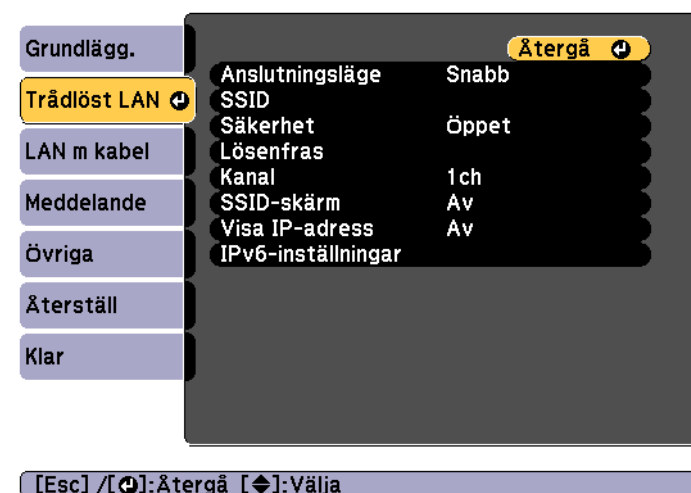 Grundlägg.
Trådlöst LAN
LAN m kabel
Meddelande
Övriga
Återställ
Klar
Återgå
Anslutningsläge Snabb
SSID
Säkerhet Öppet
Lösenfras
Kanal 1ch
SSID-skärm Av
Visa IP-adress Av
IPv6-inställningar
[Esc] /[⏎]:Återgå [◆]:Välja